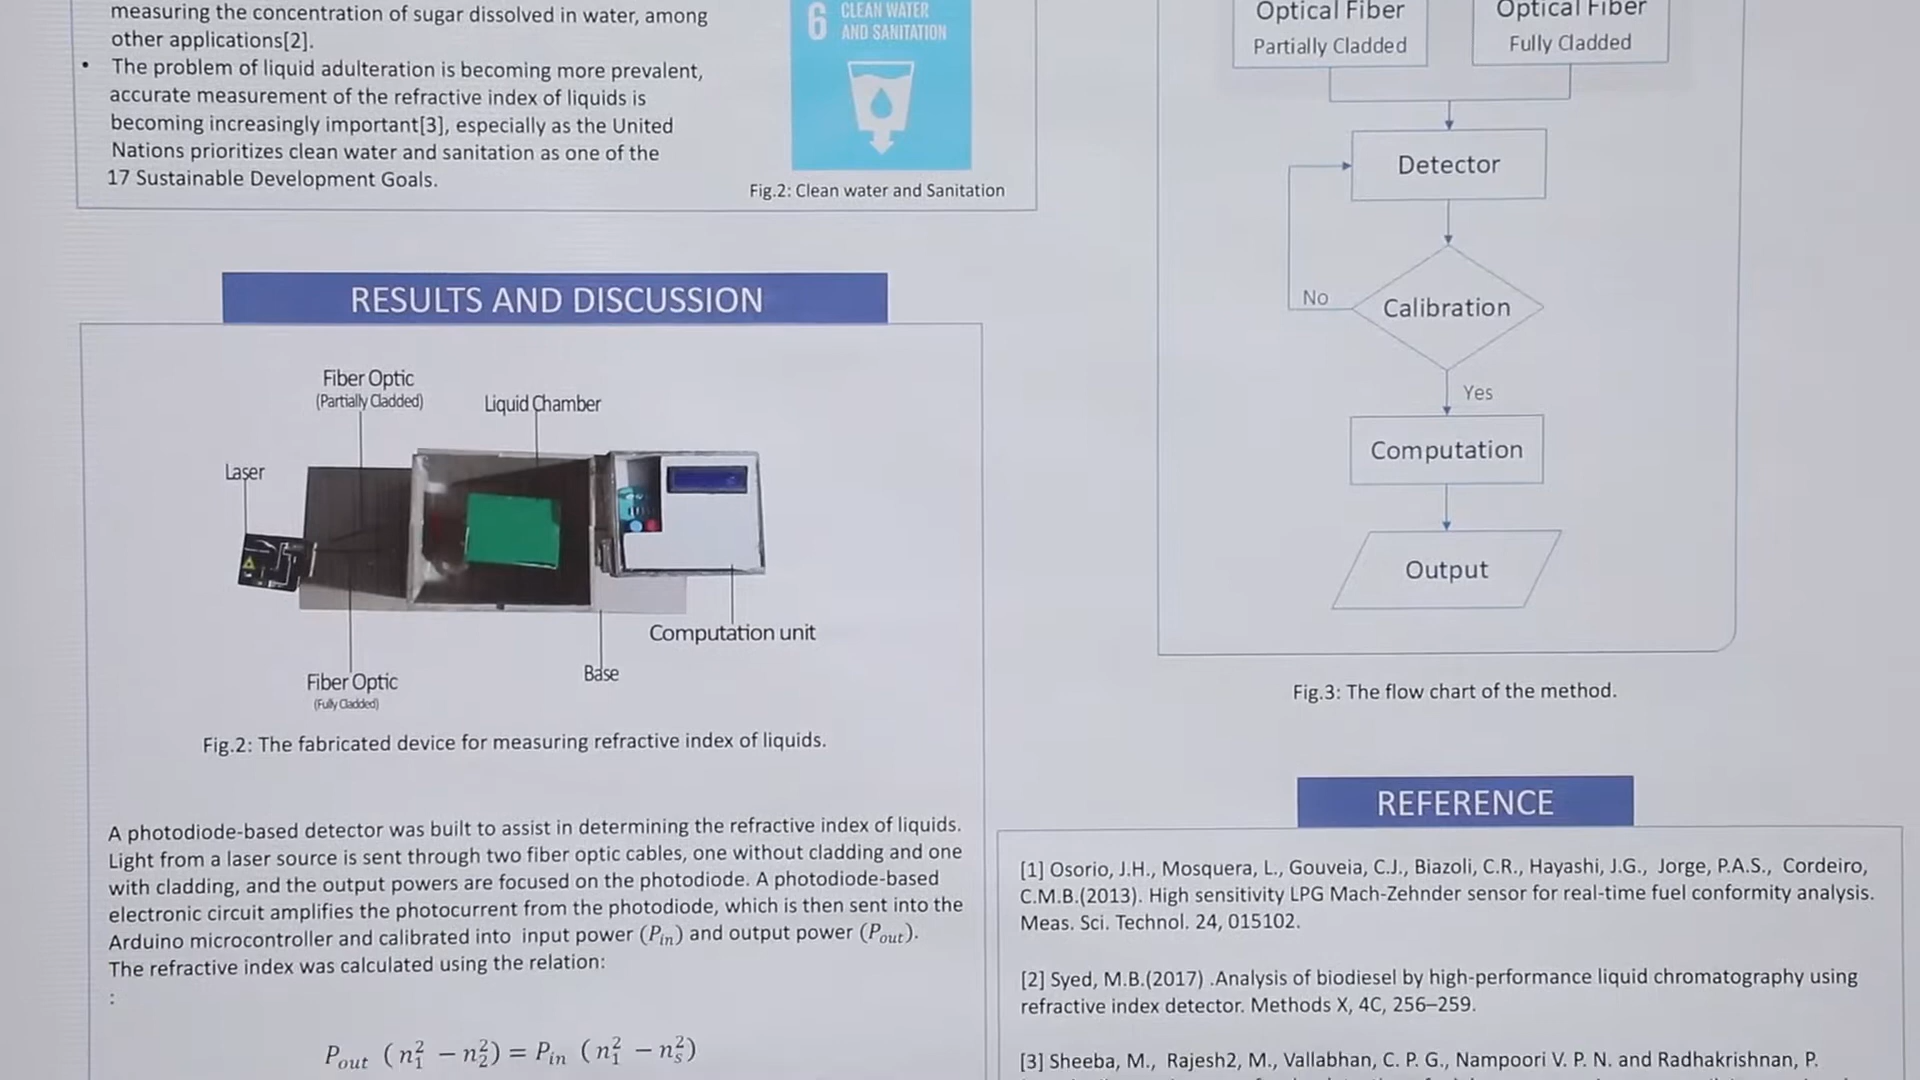 measuring the concentration of sugar dissolved in water, among
other applications[2].
• The problem of liquid adulteration is becoming more prevalent,
accurate measurement of the refractive index of liquids is
becoming increasingly important[3], especially as the United
Nations prioritizes clean water and sanitation as one of the
17 Sustainable Development Goals.
6 CLEAN WATER
AND SANITATION
Fig.2: Clean water and Sanitation
RESULTS AND DISCUSSION
Fiber Optic
(Partially Cladded)
Liquid Chamber
Laser
Computation unit
Base
Fiber Optic
(Fully Cladded)
Fig.2: The fabricated device for measuring refractive index of liquids.
A photodiode-based detector was built to assist in determining the refractive index of liquids.
Light from a laser source is sent through two fiber optic cables, one without cladding and one
with cladding, and the output powers are focused on the photodiode. A photodiode-based
electronic circuit amplifies the photocurrent from the photodiode, which is then sent into the
Arduino microcontroller and calibrated into input power (P_in) and output power (P_out).
The refractive index was calculated using the relation:
:
P_out (n_1^2 − n_2^2) = P_in (n_1^2 − n_s^2)
Optical Fiber
Partially Cladded
Optical Fiber
Fully Cladded
Detector
No
Calibration
Yes
Computation
Output
Fig.3: The flow chart of the method.
REFERENCE
[1] Osorio, J.H., Mosquera, L., Gouveia, C.J., Biazoli, C.R., Hayashi, J.G., Jorge, P.A.S., Cordeiro,
C.M.B.(2013). High sensitivity LPG Mach-Zehnder sensor for real-time fuel conformity analysis.
Meas. Sci. Technol. 24, 015102.
[2] Syed, M.B.(2017) .Analysis of biodiesel by high-performance liquid chromatography using
refractive index detector. Methods X, 4C, 256–259.
[3] Sheeba, M., Rajesh2, M., Vallabhan, C. P. G., Nampoori V. P. N. and Radhakrishnan, P.